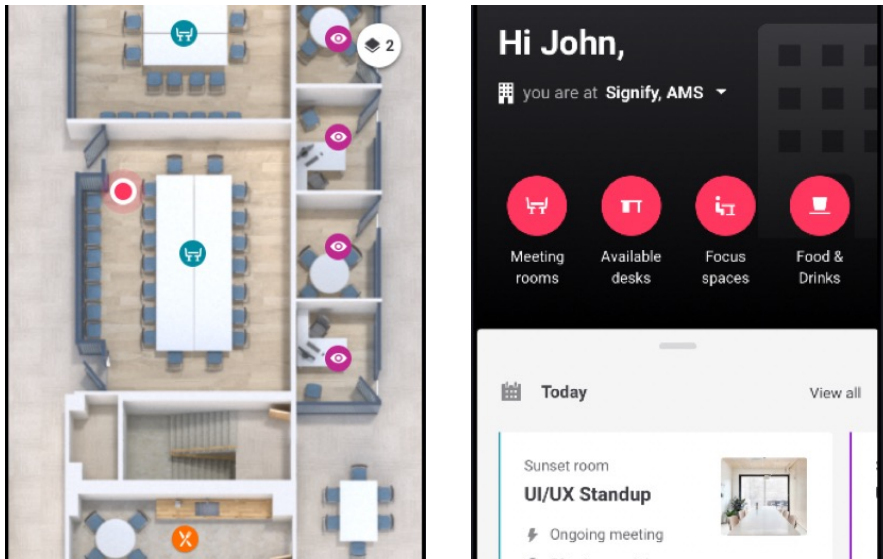 2
Hi John,
you are at Signify, AMS
Meeting rooms
Available desks
Focus spaces
Food & Drinks
Today
View all
Sunset room
UI/UX Standup
Ongoing meeting